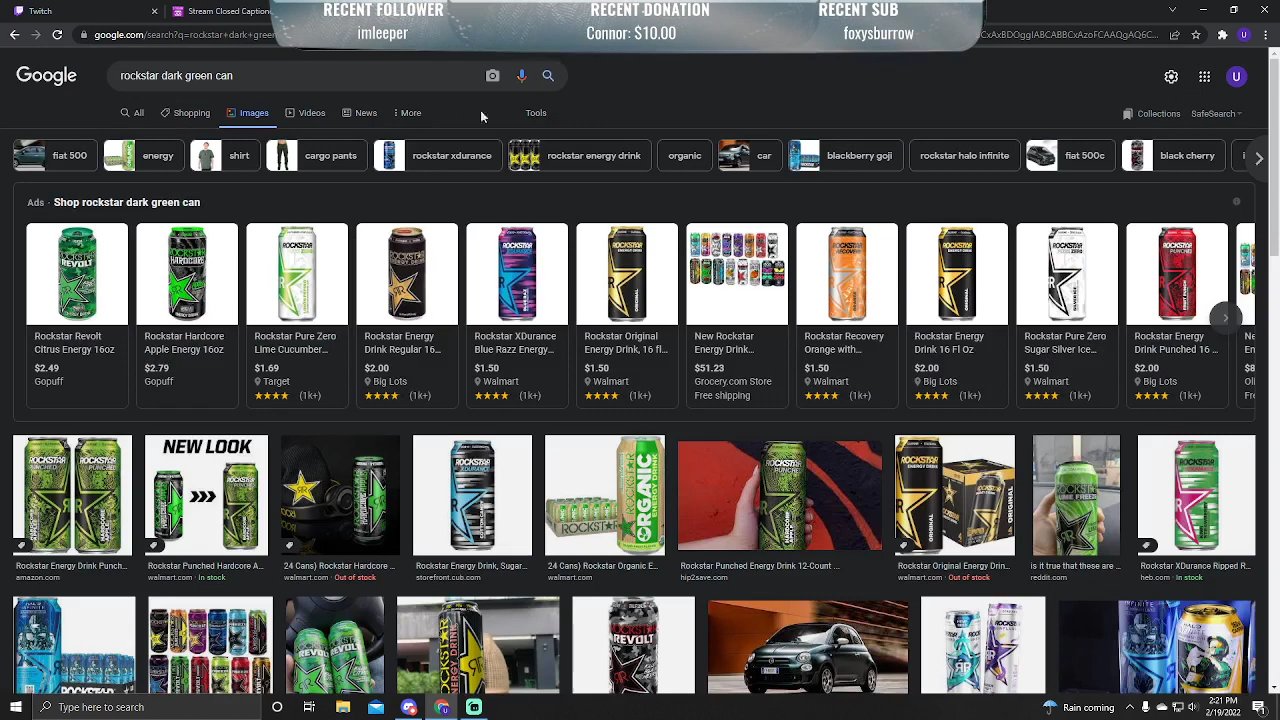 Twitch
Stream Closed Caption
RECENT FOLLOWER
imleeper
RECENT DONATION
Connor: $10.00
RECENT SUB
foxysburrow
google.com/search?q=rockstar+dark+green+can
Google
rockstar dark green can
All
Shopping
Images
Videos
News
More
Tools
Collections
SafeSearch
fiat 500
energy
shirt
cargo pants
rockstar xdurance
rockstar energy drink
organic
car
blackberry goji
rockstar halo infinite
fiat 500c
black cherry
Ads · Shop rockstar dark green can
Rockstar Revolt
Citrus Energy 16oz
$2.49
Gopuff
Rockstar Hardcore
Apple Energy 16oz
$2.79
Gopuff
Rockstar Pure Zero
Lime Cucumber...
$1.69
Target
(1k+)
Rockstar Energy
Drink Regular 16...
$2.00
Big Lots
(1k+)
Rockstar XDurance
Blue Razz Energy...
$1.50
Walmart
(1k+)
Rockstar Original
Energy Drink, 16 fl...
$1.50
Walmart
(1k+)
New Rockstar
Energy Drink...
$51.23
Grocery.com Store
Free shipping
Rockstar Recovery
Orange with...
$1.50
Walmart
(1k+)
Rockstar Energy
Drink 16 Fl Oz
$2.00
Big Lots
(1k+)
Rockstar Pure Zero
Sugar Silver Ice...
$1.50
Walmart
(1k+)
Rockstar Energy
Drink Punched 16 ...
$2.00
Big Lots
(1k+)
NEW LOOK
Rockstar Energy Drink Punch...
amazon.com
Rockstar Punched Hardcore A...
walmart.com · In stock
24 Cans) Rockstar Hardcore ...
walmart.com · Out of stock
Rockstar Energy Drink, Sugar...
storefront.cub.com
24 Cans) Rockstar Organic E...
walmart.com
Rockstar Punched Energy Drink 12-Count ...
hip2save.com
Rockstar Original Energy Drin...
walmart.com · Out of stock
is it true that these are ...
reddit.com
Rockstar XDurance Ripped R...
heb.com · In stock
Type here to search
Rain coming
2:21 PM
2/19/2022